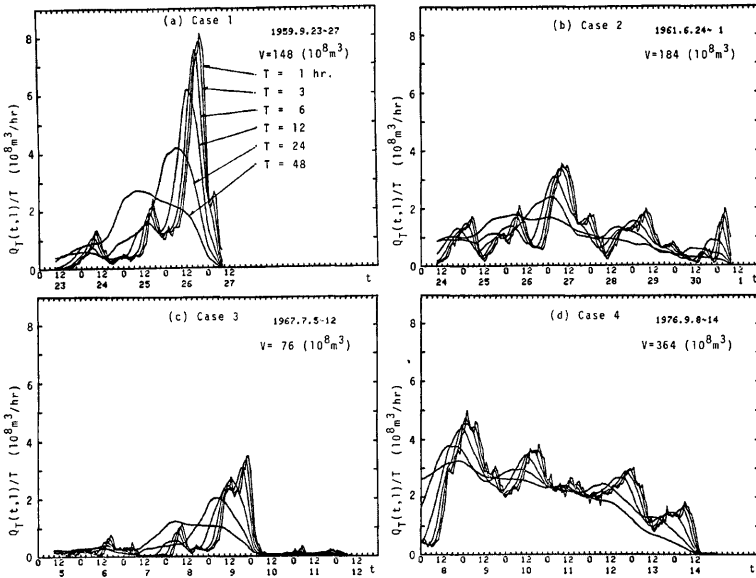 (a) Case 1
1959.9.23~27
V=148 (10⁸m³)
T = 1 hr.
T = 3
T = 6
T = 12
T = 24
T = 48
Q_T(t,l)/T (10⁸m³/hr)
8
6
4
2
0
0 12 0 12 0 12 0 12 0 12
23 24 25 26 27
t
(b) Case 2
1961.6.24~ 1
V=184 (10⁸m³)
Q_T(t,l)/T (10⁸m³/hr)
8
6
4
2
0
0 12 0 12 0 12 0 12 0 12 0 12 0 12 0 12
24 25 26 27 28 29 30 1
t
(c) Case 3
1967.7.5~12
V= 76 (10⁸m³)
Q_T(t,l)/T (10⁸m³/hr)
8
6
4
2
0
0 12 0 12 0 12 0 12 0 12 0 12 0 12 0 12
5 6 7 8 9 10 11 12
t
(d) Case 4
1976.9.8~14
V=364 (10⁸m³)
Q_T(t,l)/T (10⁸m³/hr)
8
6
4
2
0
0 12 0 12 0 12 0 12 0 12 0 12 0 12
8 9 10 11 12 13 14
t